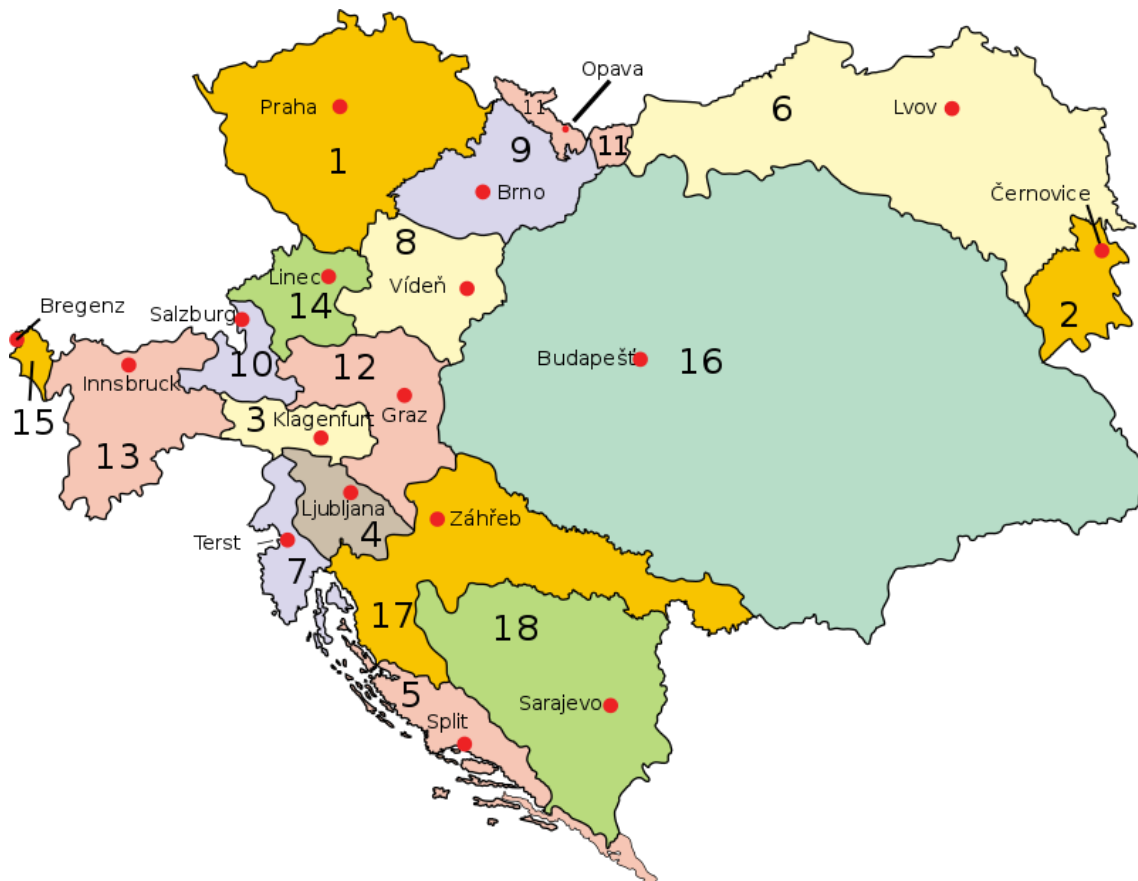 Opava
11
6
Lvov
Praha
9
11
1
Brno
Černovice
8
Linec
Vídeň
14
2
Bregenz
Salzburg
10
12
Budapešť
16
Innsbruck
15
3
Klagenfurt
Graz
13
Ljubljana
4
Záhřeb
Terst
7
17
18
5
Split
Sarajevo